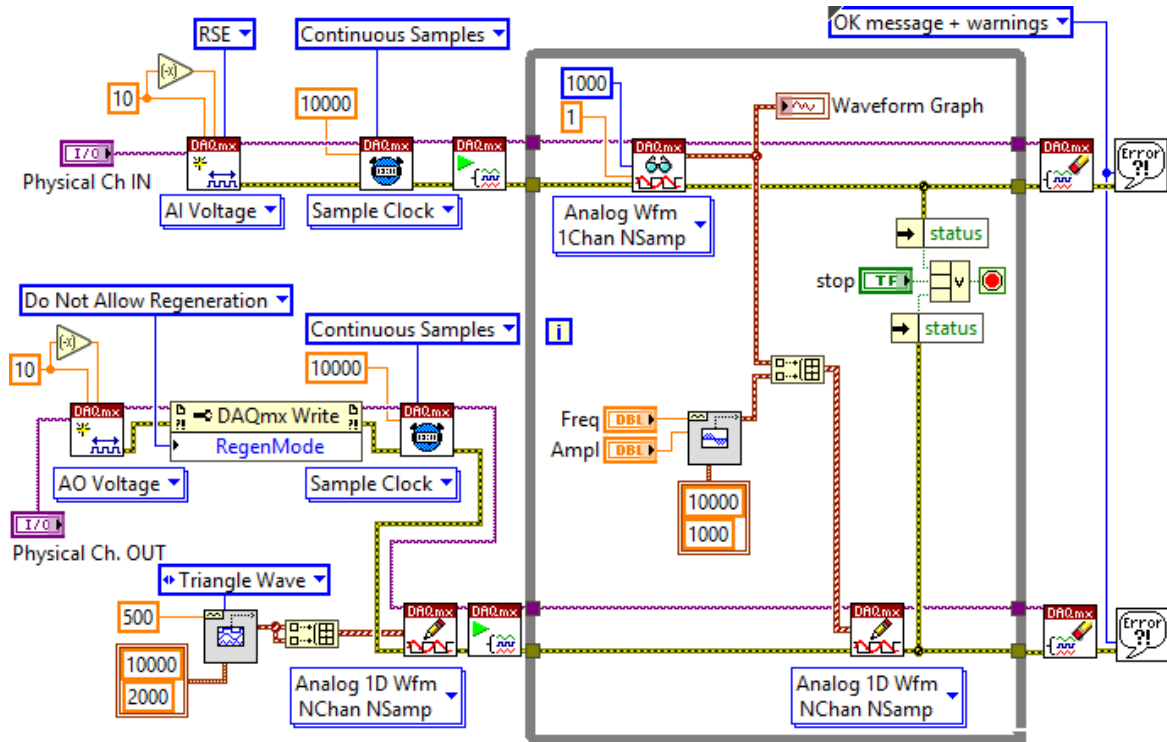 OK message + warnings
RSE
Continuous Samples
(-x)
10
10000
1000
1
Waveform Graph
DAQmx
DAQmx
DAQmx
DAQmx
DAQmx
Error
?!
I/O
Physical Ch IN
AI Voltage
Sample Clock
Analog Wfm
1Chan NSamp
status
stop
TF
v
status
Do Not Allow Regeneration
Continuous Samples
i
(-x)
10
10000
DAQmx
DAQmx Write
RegenMode
DAQmx
AO Voltage
Sample Clock
I/O
Physical Ch. OUT
Freq
DBL
Ampl
DBL
10000
1000
Triangle Wave
500
10000
2000
DAQmx
DAQmx
DAQmx
DAQmx
Error
?!
Analog 1D Wfm
NChan NSamp
Analog 1D Wfm
NChan NSamp